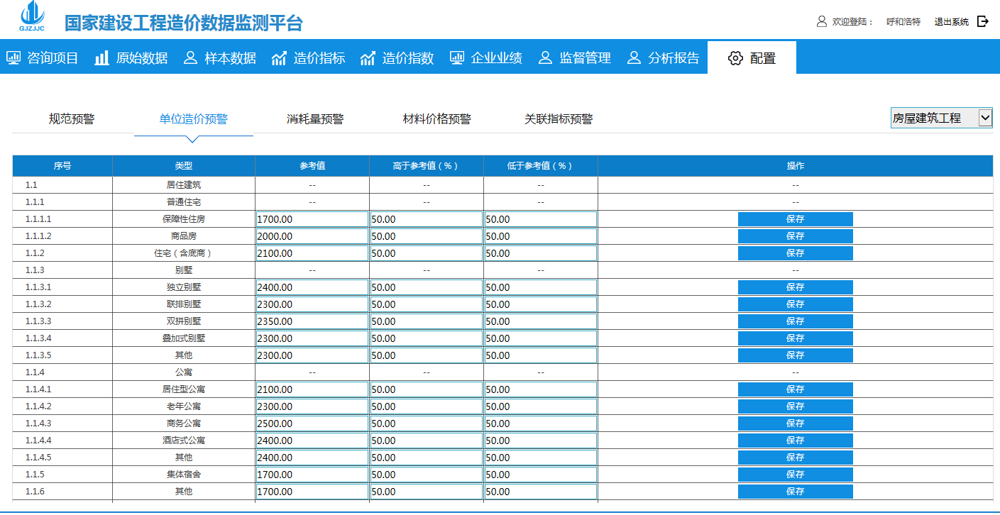 GJZJJC
国家建设工程造价数据监测平台
欢迎登陆： 呼和浩特 退出系统
咨询项目 原始数据 样本数据 造价指标 造价指数 企业业绩 监督管理 分析报告 配置
规范预警 单位造价预警 消耗量预警 材料价格预警 关联指标预警 房屋建筑工程
序号 类型 参考值 高于参考值（%） 低于参考值（%） 操作
1.1 居住建筑 -- -- -- --
1.1.1 普通住宅 -- -- -- --
1.1.1.1 保障性住房 1700.00 50.00 50.00 保存
1.1.1.2 商品房 2000.00 50.00 50.00 保存
1.1.2 住宅（含底商） 2100.00 50.00 50.00 保存
1.1.3 别墅 -- -- -- --
1.1.3.1 独立别墅 2400.00 50.00 50.00 保存
1.1.3.2 联排别墅 2300.00 50.00 50.00 保存
1.1.3.3 双拼别墅 2350.00 50.00 50.00 保存
1.1.3.4 叠加式别墅 2300.00 50.00 50.00 保存
1.1.3.5 其他 2300.00 50.00 50.00 保存
1.1.4 公寓 -- -- -- --
1.1.4.1 居住型公寓 2100.00 50.00 50.00 保存
1.1.4.2 老年公寓 2300.00 50.00 50.00 保存
1.1.4.3 商务公寓 2500.00 50.00 50.00 保存
1.1.4.4 酒店式公寓 2400.00 50.00 50.00 保存
1.1.4.5 其他 2400.00 50.00 50.00 保存
1.1.5 集体宿舍 1700.00 50.00 50.00 保存
1.1.6 其他 1700.00 50.00 50.00 保存